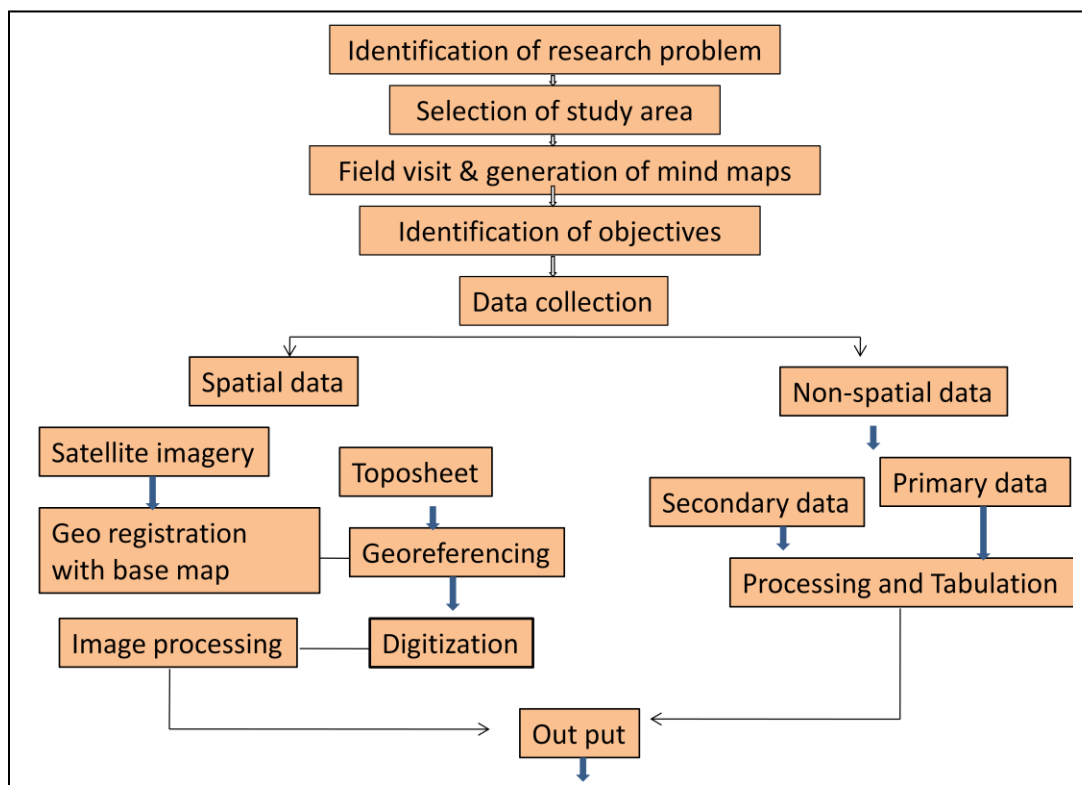 Identification of research problem
Selection of study area
Field visit & generation of mind maps
Identification of objectives
Data collection
Spatial data
Non-spatial data
Satellite imagery
Toposheet
Secondary data
Primary data
Geo registration
with base map
Georeferencing
Processing and Tabulation
Image processing
Digitization
Out put